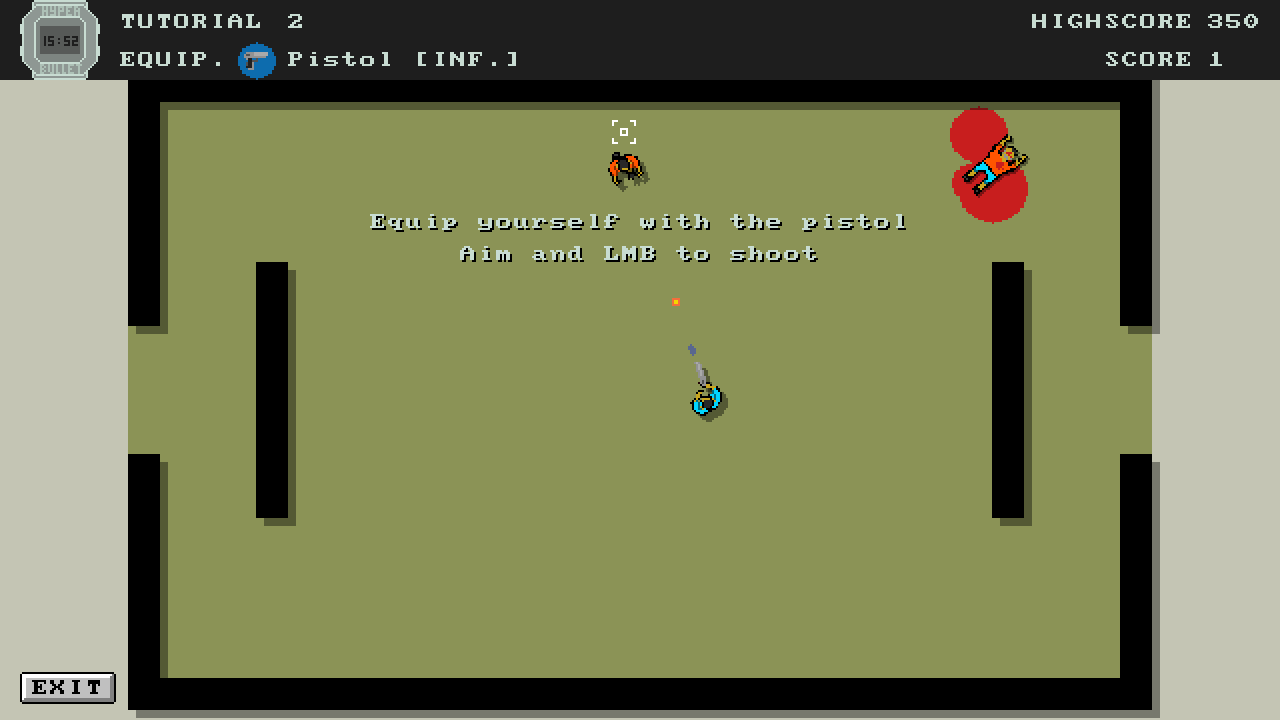 HYPER
15:52
BULLET
TUTORIAL 2
EQUIP. Pistol [INF.]
HIGHSCORE 350
SCORE 1
Equip yourself with the pistol
Aim and LMB to shoot
EXIT